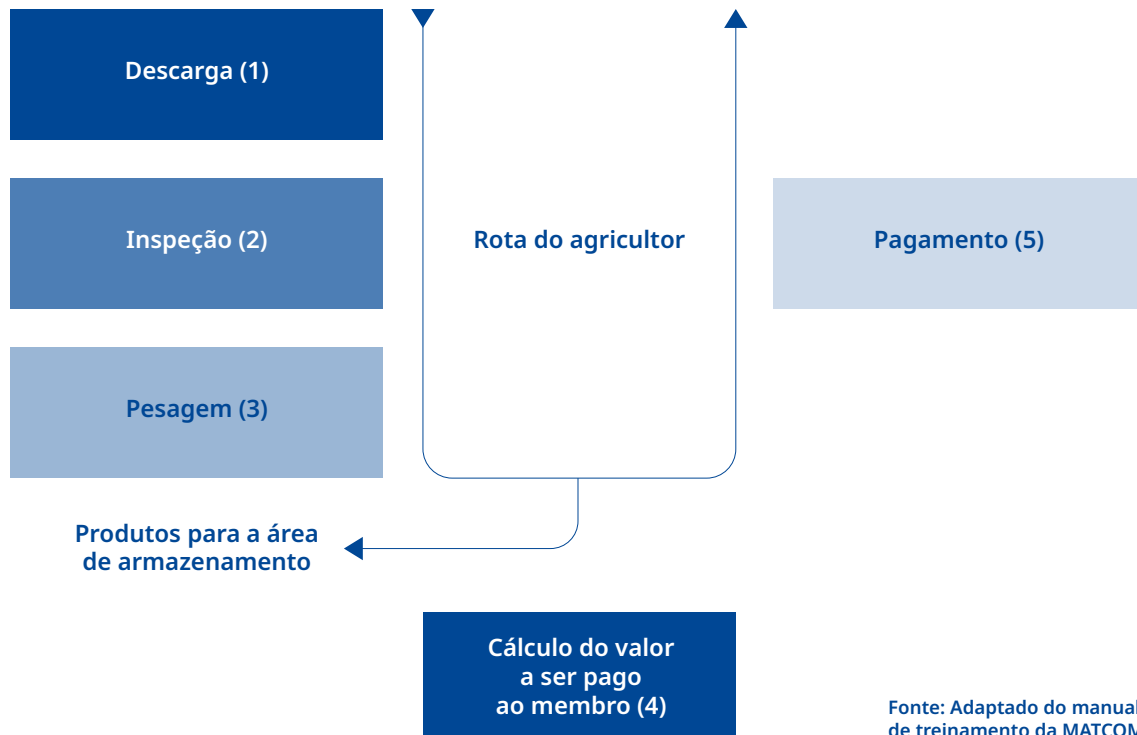 Descarga (1)
Inspeção (2)
Rota do agricultor
Pagamento (5)
Pesagem (3)
Produtos para a área
de armazenamento
Cálculo do valor
a ser pago
ao membro (4)
Fonte: Adaptado do manual
de treinamento da MATCOM